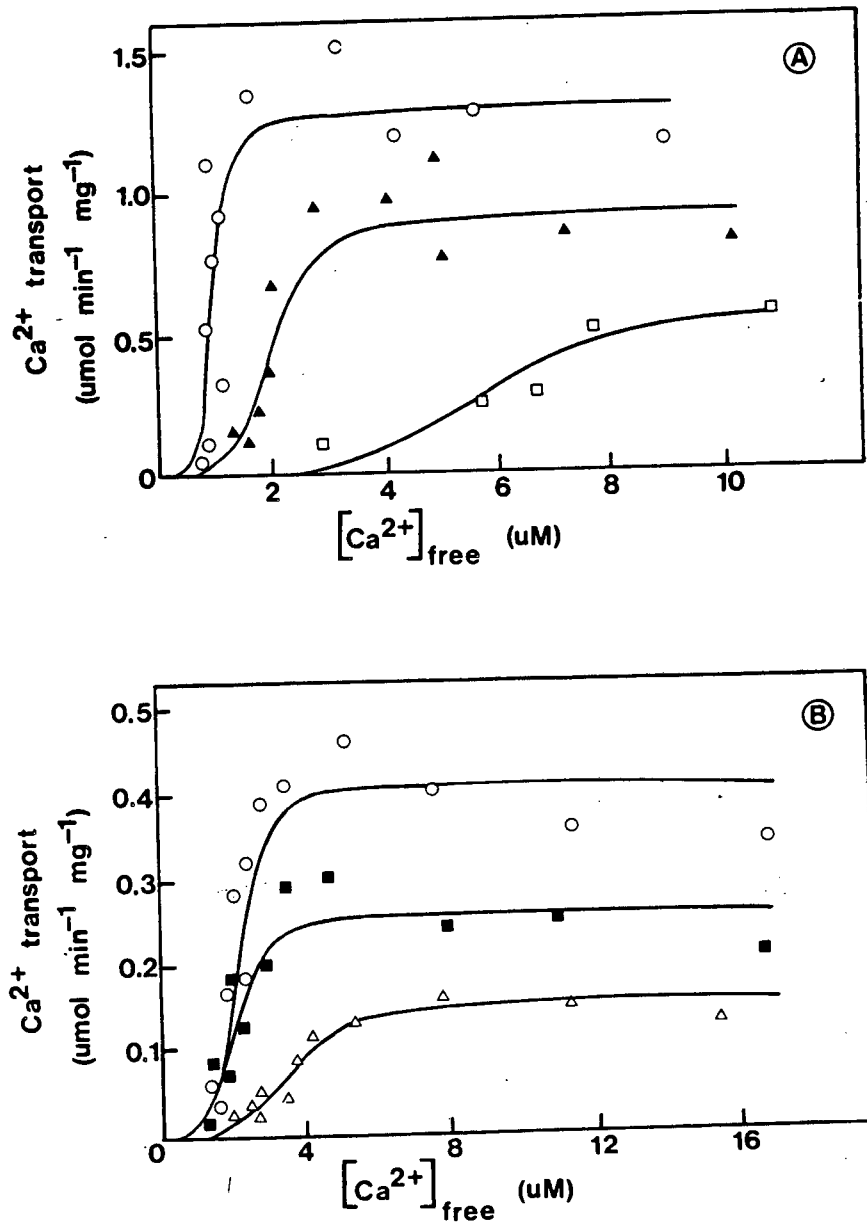 A
1.5
1.0
0.5
0
Ca2+ transport
(umol min−1 mg−1)
2 4 6 8 10
[Ca2+]free (uM)
B
0.5
0.4
0.3
0.2
0.1
Ca2+ transport
(umol min−1 mg−1)
0 4 8 12 16
[Ca2+]free (uM)